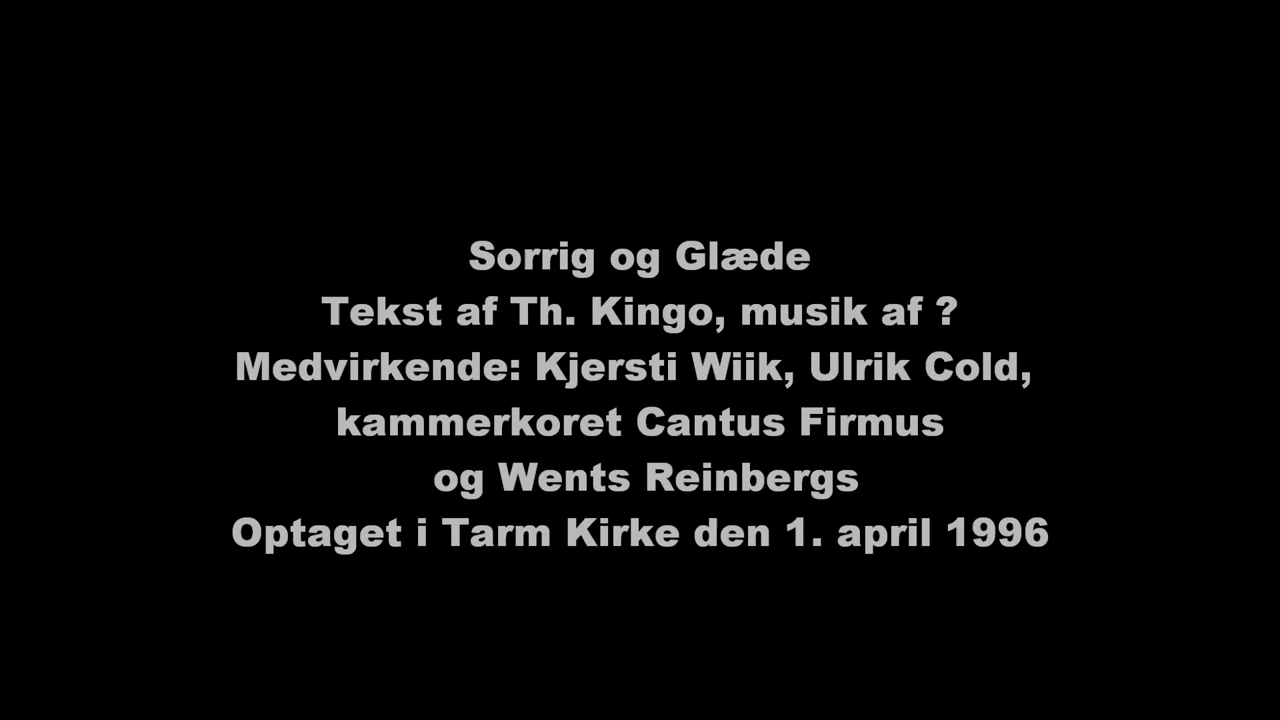 Sorrig og Glæde
Tekst af Th. Kingo, musik af ?
Medvirkende: Kjersti Wiik, Ulrik Cold,
kammerkoret Cantus Firmus
og Wents Reinbergs
Optaget i Tarm Kirke den 1. april 1996